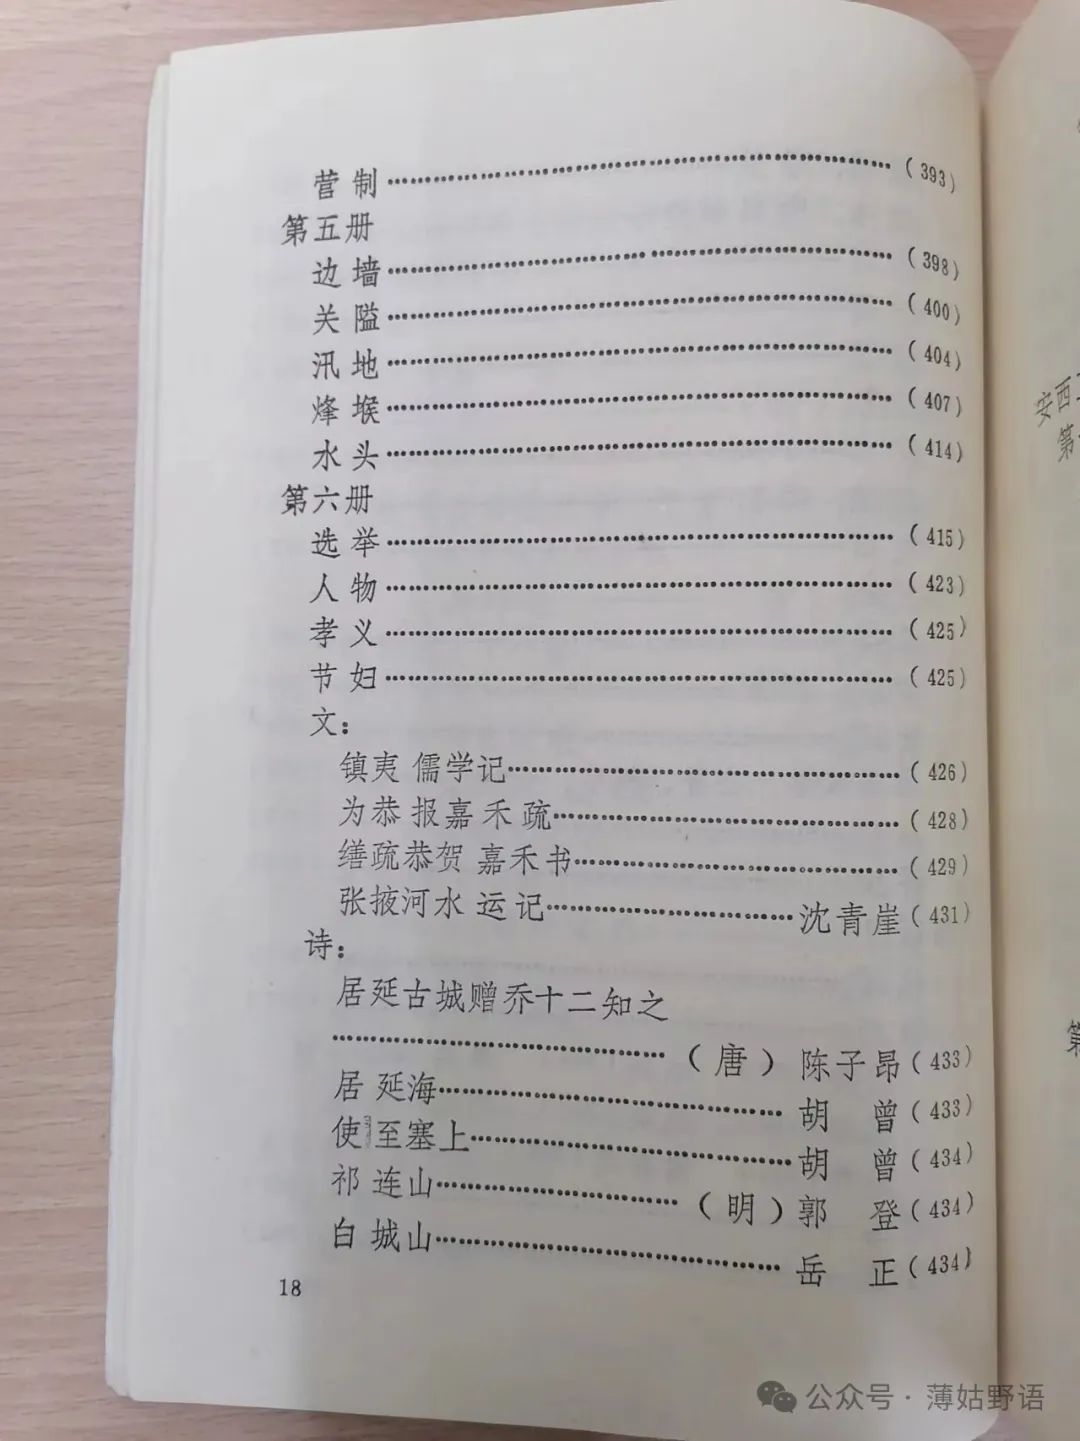 营制……(393)
第五册
边墙……(398)
关隘……(400)
汛地……(404)
烽堠……(407)
水头……(414)
第六册
选举……(415)
人物……(423)
孝义……(425)
节妇……(425)
文：
镇夷儒学记……(426)
为恭报嘉禾疏……(428)
缮疏恭贺嘉禾书……(429)
张掖河水运记……沈青崖(431)
诗：
居延古城赠乔十二知之
……(唐)陈子昂(433)
居延海……胡曾(433)
使至塞上……胡曾(434)
祁连山……(明)郭登(434)
白城山……岳正(434)
18
安西
第
第
公众号·薄姑野语